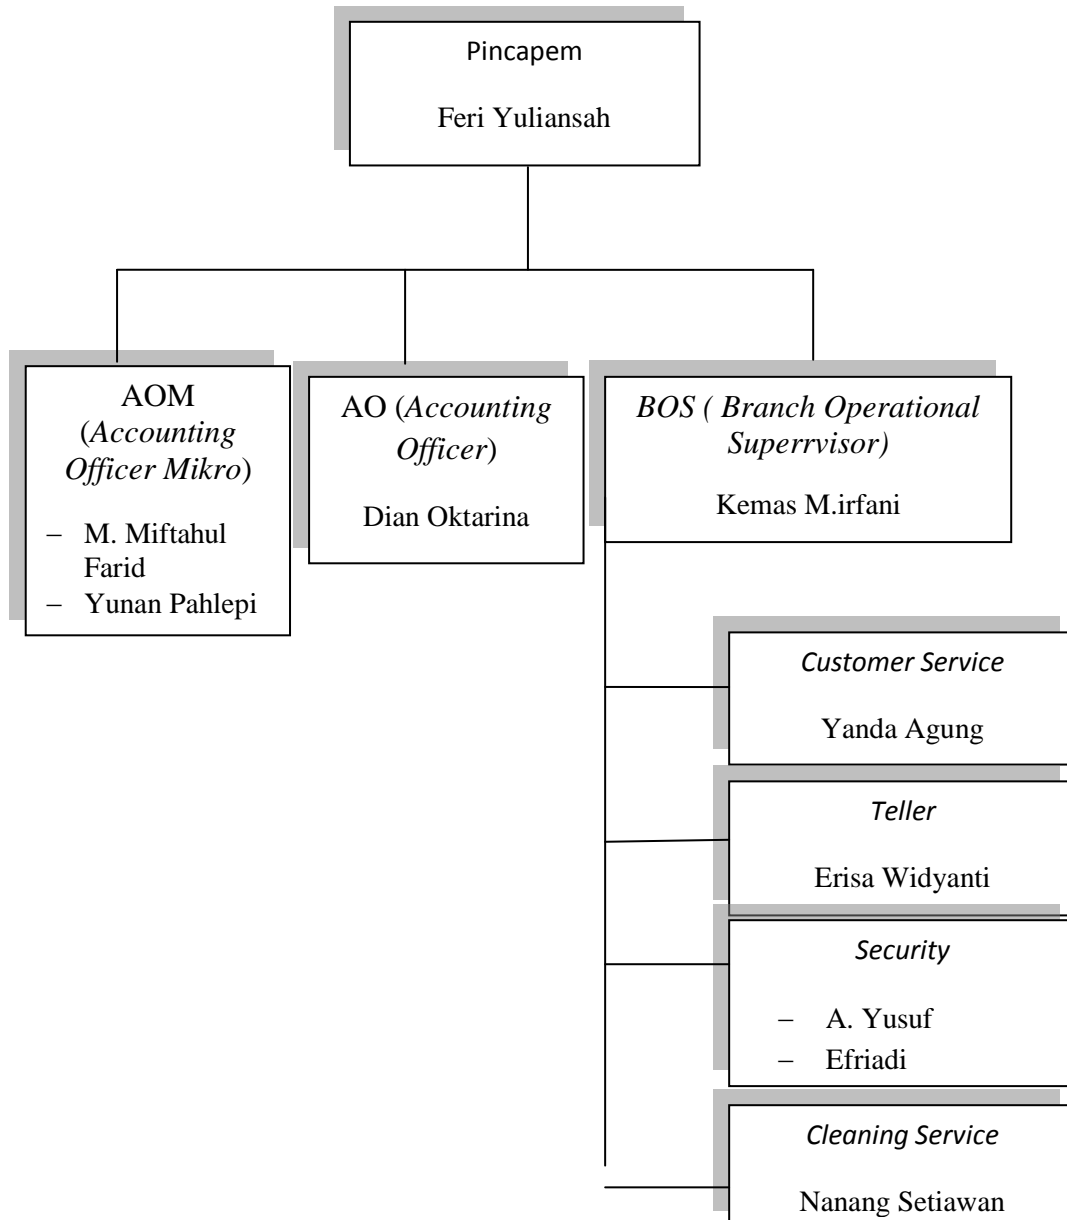 Pincapem
Feri Yuliansah
AOM
(Accounting
Officer Mikro)
– M. Miftahul
Farid
– Yunan Pahlepi
AO (Accounting
Officer)
Dian Oktarina
BOS ( Branch Operational
Superrvisor)
Kemas M.irfani
Customer Service
Yanda Agung
Teller
Erisa Widyanti
Security
– A. Yusuf
– Efriadi
Cleaning Service
Nanang Setiawan